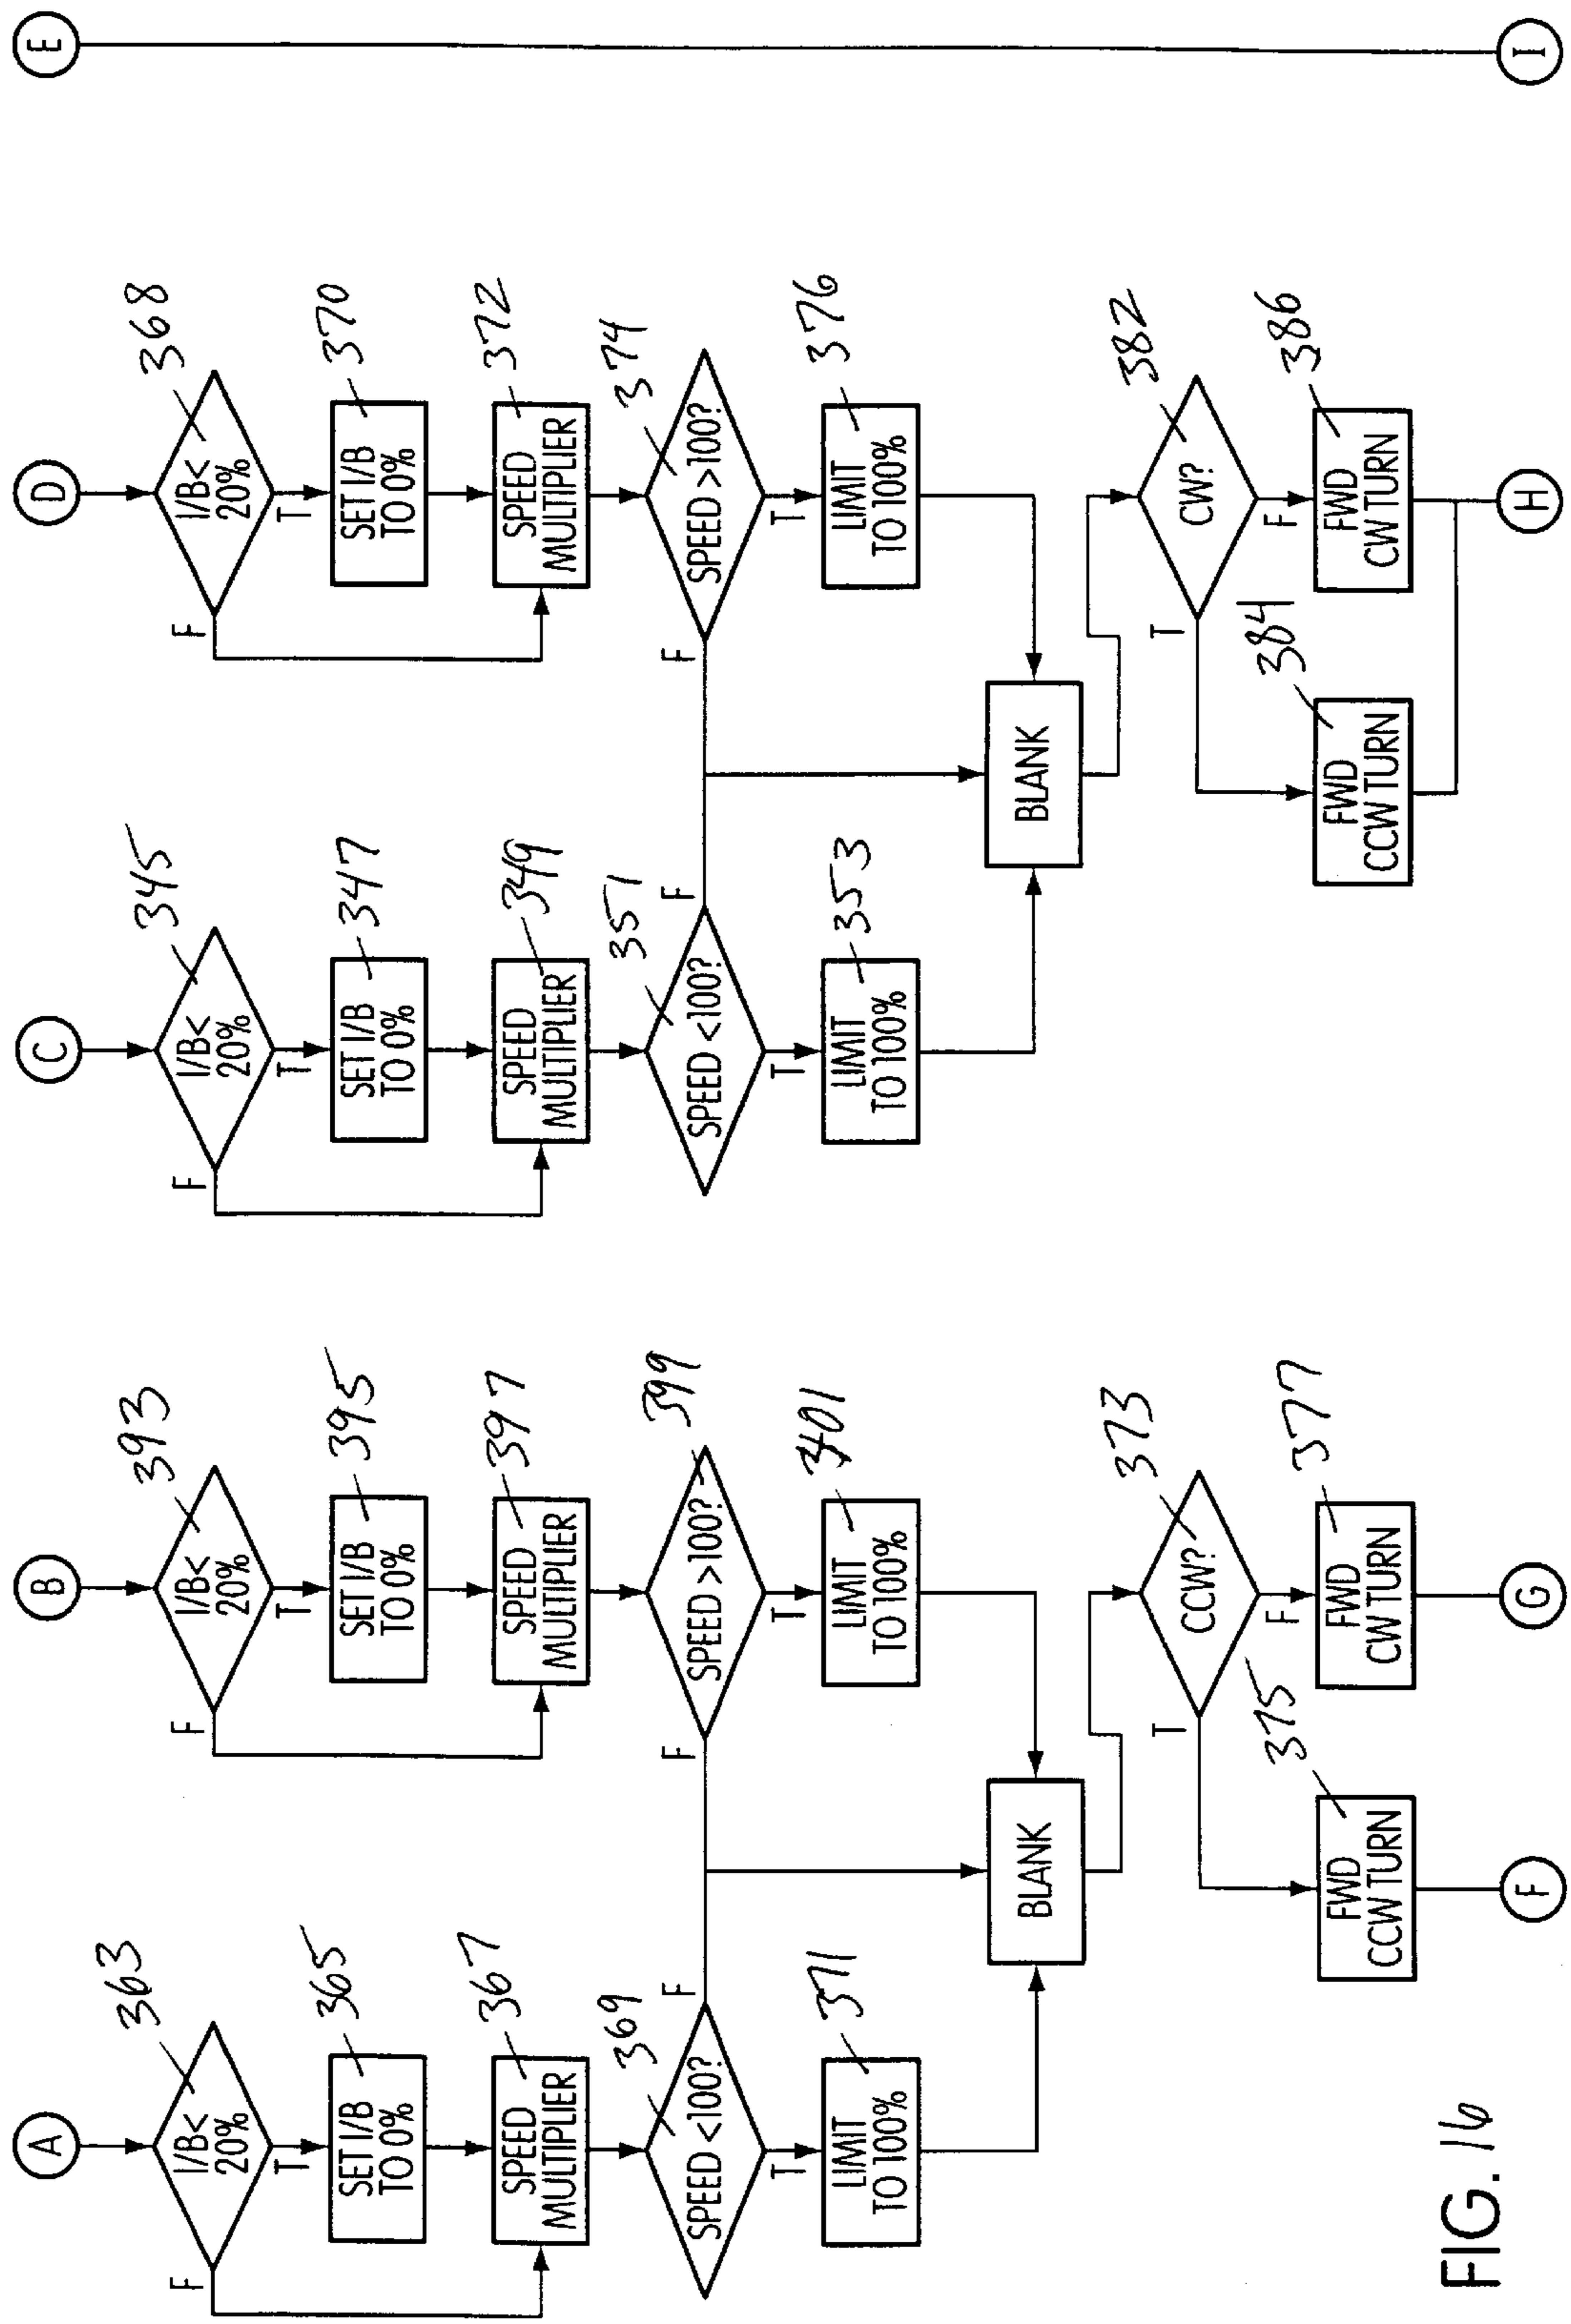 A
B
C
D
E
363
393
345
368
I/B<
20%
F
T
I/B<
20%
F
T
I/B<
20%
F
T
I/B<
20%
F
T
365
395
347
370
SET I/B
TO 0%
SET I/B
TO 0%
SET I/B
TO 0%
SET I/B
TO 0%
367
397
349
372
SPEED
MULTIPLIER
SPEED
MULTIPLIER
SPEED
MULTIPLIER
SPEED
MULTIPLIER
369
399
351
374
SPEED <100?
F
T
SPEED >100?
F
T
SPEED <100?
F
T
SPEED >100?
F
T
371
401
353
376
LIMIT
TO 100%
LIMIT
TO 100%
LIMIT
TO 100%
LIMIT
TO 100%
BLANK
BLANK
373
382
CCW?
T
F
CW?
T
F
375
377
384
386
FWD
CCW TURN
FWD
CW TURN
FWD
CCW TURN
FWD
CW TURN
F
G
H
I
FIG. 16